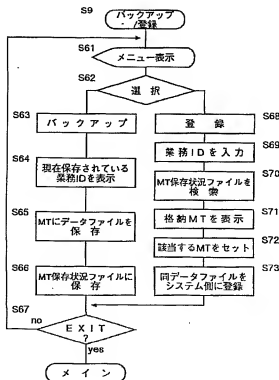 S9
バックアップ
/登録
S61
メニュー表示
S62
選択
S63
バックアップ
S64
現在保存されている
業務IDを表示
S65
MTにデータファイルを
保存
S66
MT保存状況ファイルに
保存
S68
登録
S69
業務IDを入力
S70
MT保存状況ファイルを
検索
S71
格納MTを表示
S72
該当するMTをセット
S73
同データファイルを
システム側に登録
S67
no
EXIT
?
yes
メイン